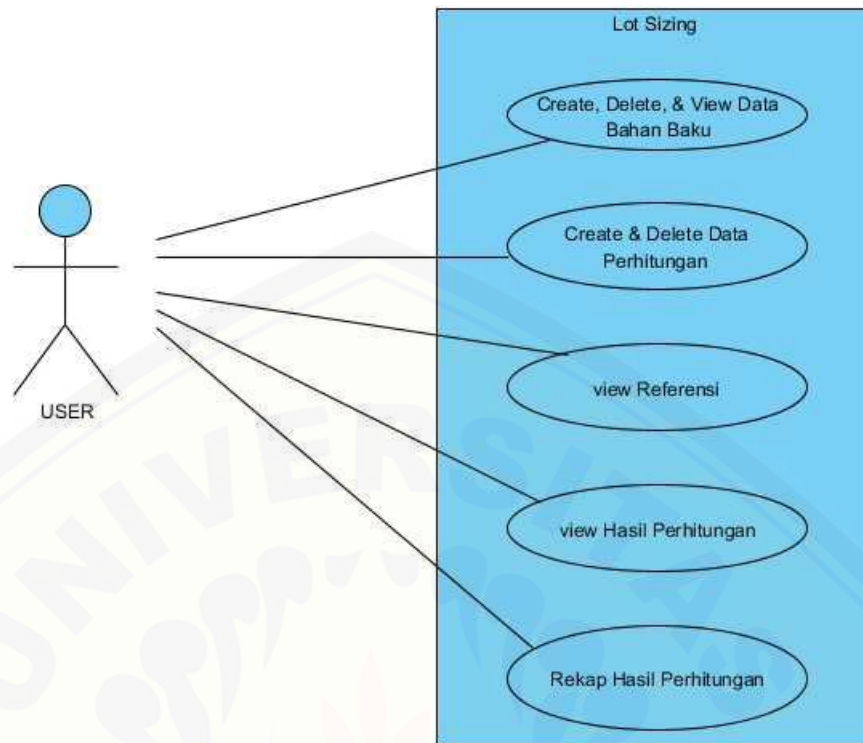 Lot Sizing
Create, Delete, & View Data
Bahan Baku
Create & Delete Data
Perhitungan
view Referensi
USER
view Hasil Perhitungan
Rekap Hasil Perhitungan
UNIVERSITAS